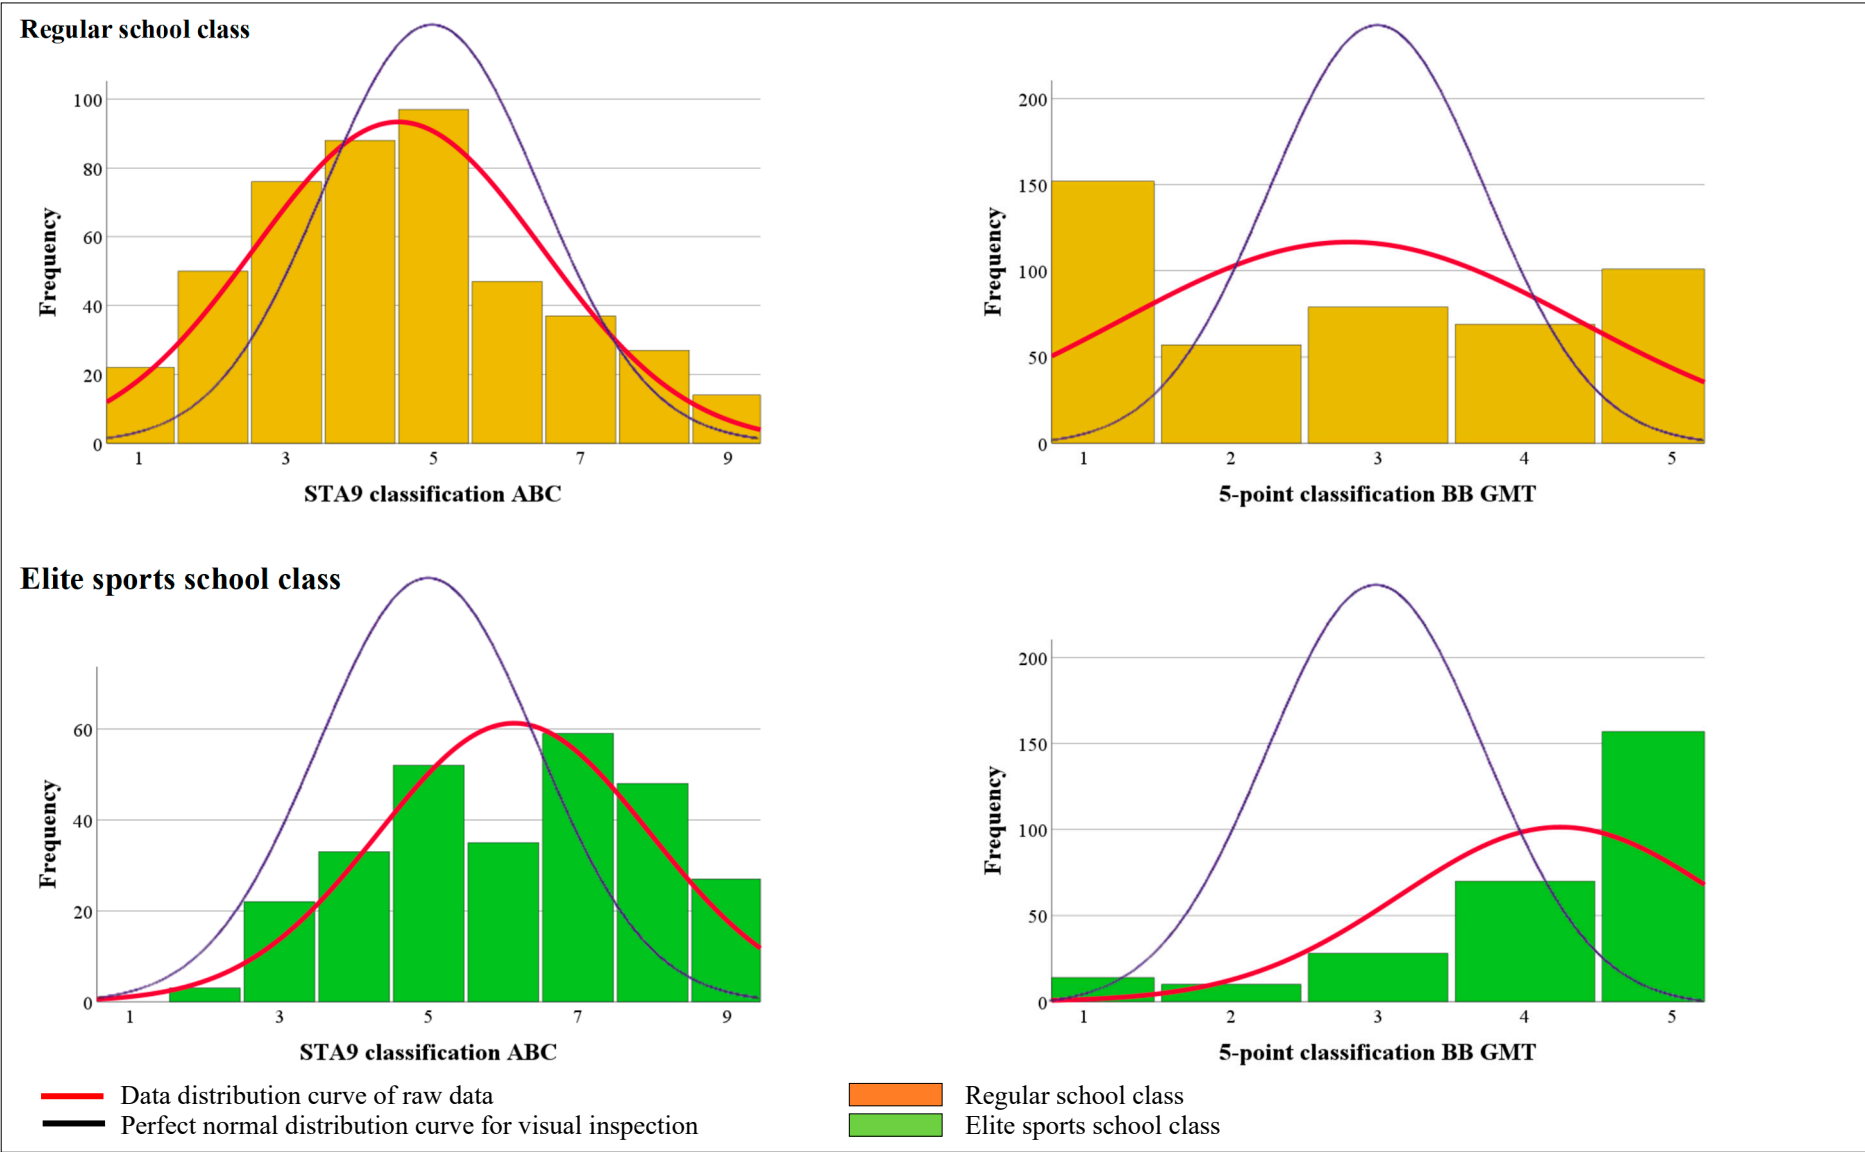 Regular school class
100
80
60
40
20
0
Frequency
1 3 5 7 9
STA9 classification ABC
200
150
100
50
0
Frequency
1 2 3 4 5
5-point classification BB GMT
Elite sports school class
60
40
20
0
Frequency
1 3 5 7 9
STA9 classification ABC
200
150
100
50
0
Frequency
1 2 3 4 5
5-point classification BB GMT
Data distribution curve of raw data
Perfect normal distribution curve for visual inspection
Regular school class
Elite sports school class